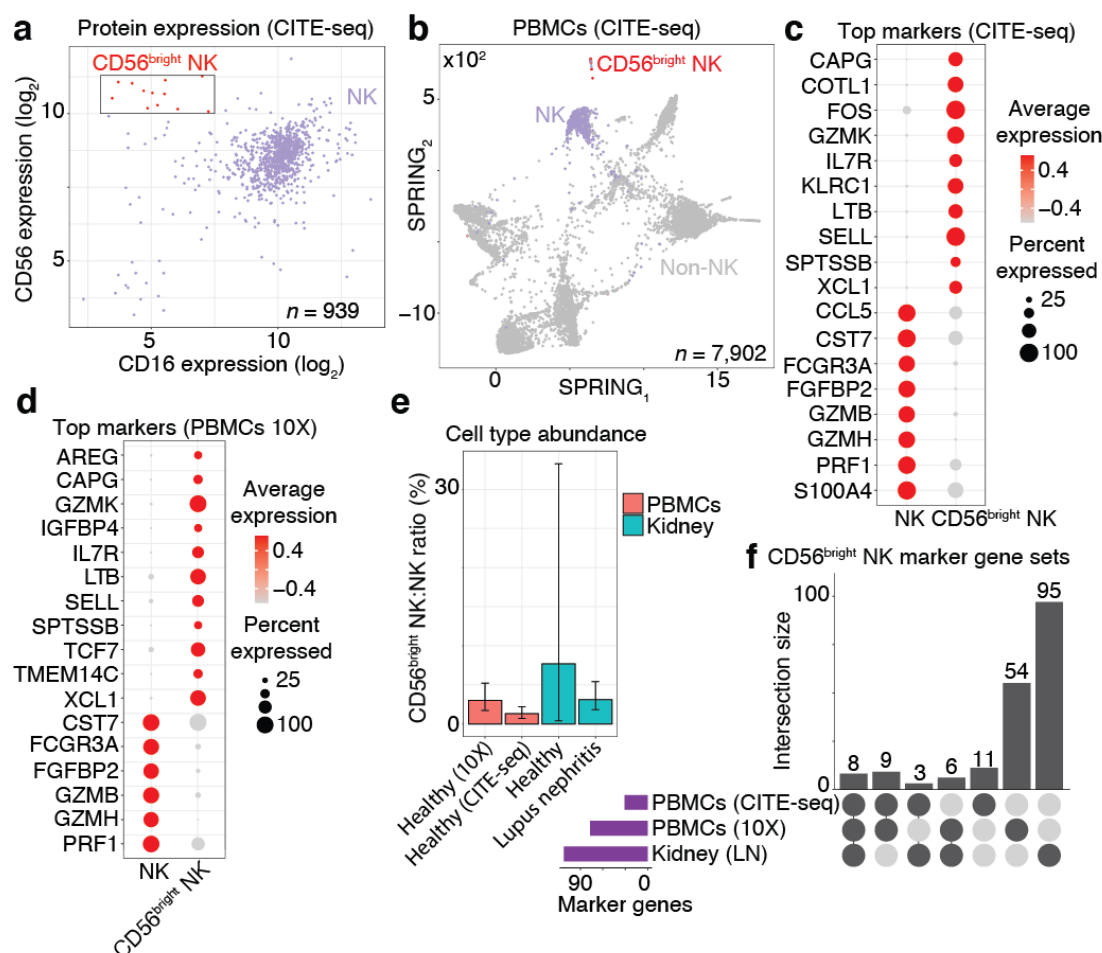 a
Protein expression (CITE-seq)
CD56bright NK
NK
10
5
CD56 expression (log2)
n = 939
5
10
CD16 expression (log2)
b
PBMCs (CITE-seq)
x10²
CD56bright NK
NK
5
SPRING2
Non-NK
−10
n = 7,902
0
15
SPRING1
c
Top markers (CITE-seq)
CAPG
COTL1
FOS
GZMK
IL7R
KLRC1
LTB
SELL
SPTSSB
XCL1
CCL5
CST7
FCGR3A
FGFBP2
GZMB
GZMH
PRF1
S100A4
NK CD56bright NK
Average
expression
0.4
−0.4
Percent
expressed
25
100
d
Top markers (PBMCs 10X)
AREG
CAPG
GZMK
IGFBP4
IL7R
LTB
SELL
SPTSSB
TCF7
TMEM14C
XCL1
CST7
FCGR3A
FGFBP2
GZMB
GZMH
PRF1
NK
CD56bright NK
Average
expression
0.4
−0.4
Percent
expressed
25
100
e
Cell type abundance
CD56bright NK:NK ratio (%)
30
0
PBMCs
Kidney
Healthy (10X)
Healthy (CITE-seq)
Healthy
Lupus nephritis
f
CD56bright NK marker gene sets
Intersection size
100
0
8
9
3
6
11
54
95
PBMCs (CITE-seq)
PBMCs (10X)
Kidney (LN)
90
0
Marker genes